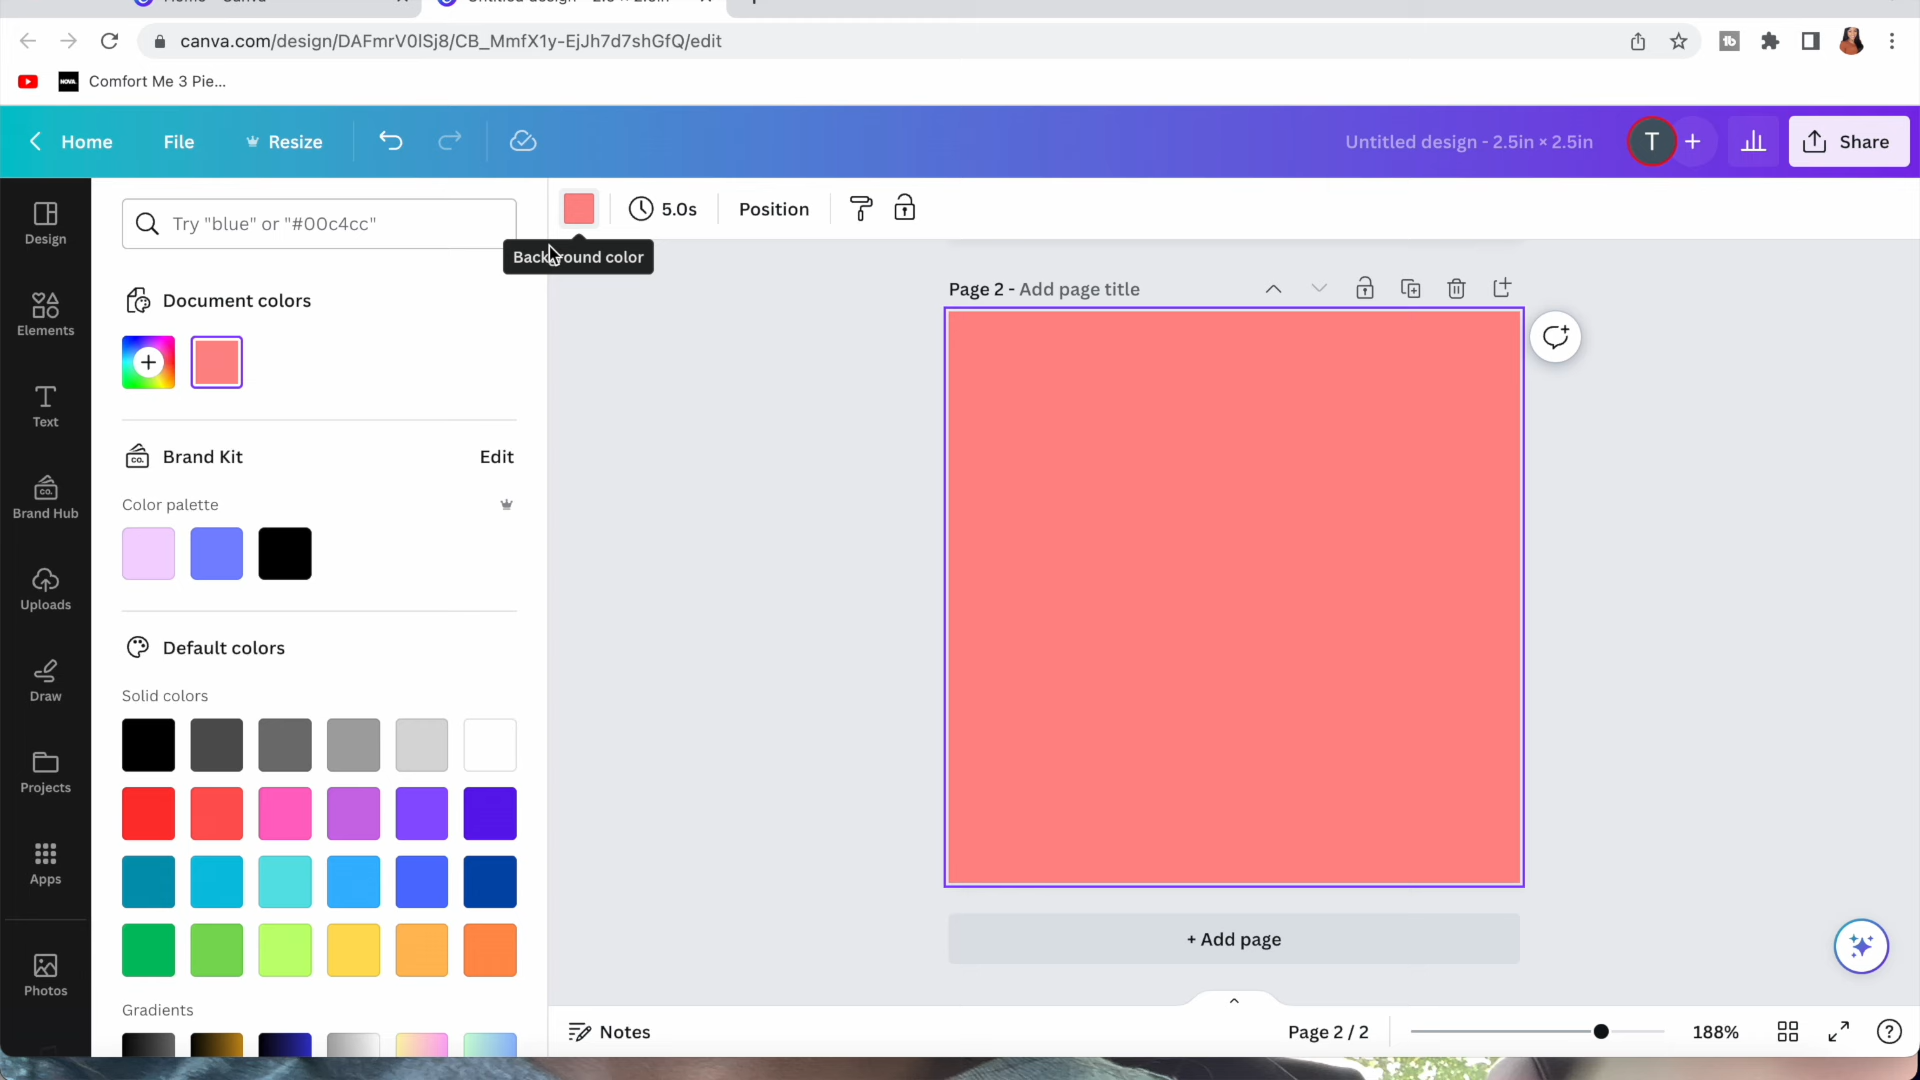 canva.com/design/DAFmrV0lSj8/CB_MmfX1y-EjJh7d7shGfQ/edit
NOVA
Comfort Me 3 Pie...
Home
File
Resize
Untitled design - 2.5in × 2.5in
T
Share
Try "blue" or "#00c4cc"
5.0s
Position
Background color
Design
Elements
Text
Brand Hub
Uploads
Draw
Projects
Apps
Photos
Document colors
Brand Kit
Edit
Color palette
Default colors
Solid colors
Gradients
Page 2 - Add page title
+ Add page
Notes
Page 2 / 2
188%